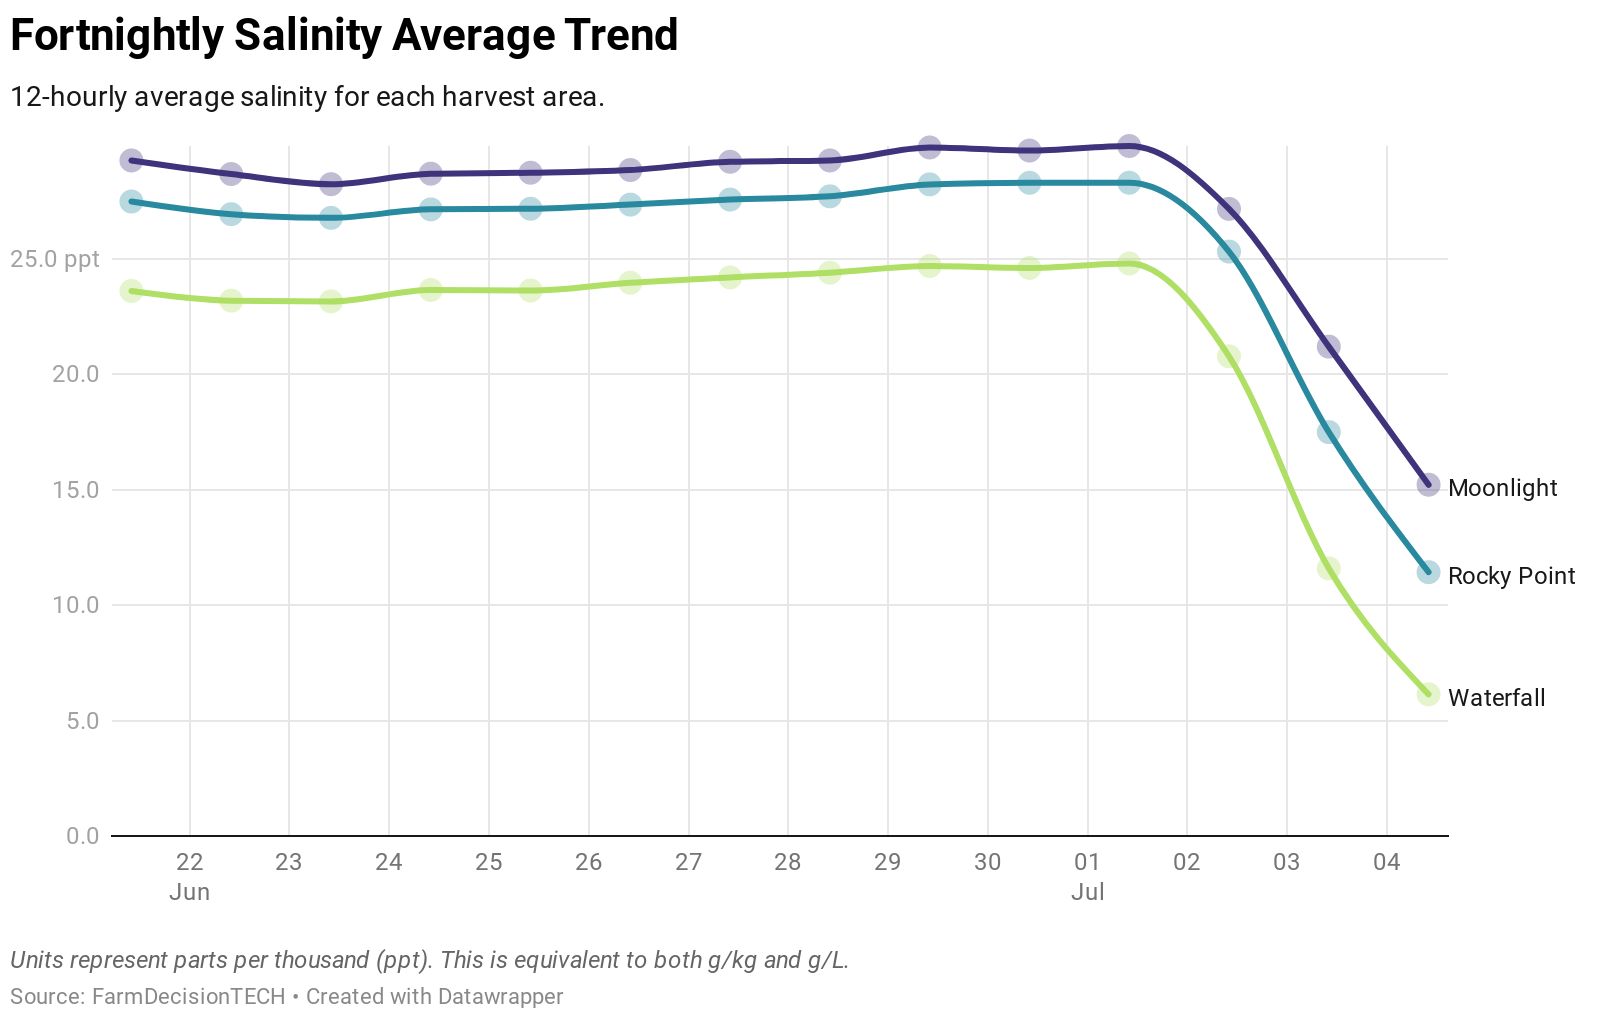 Fortnightly Salinity Average Trend
12-hourly average salinity for each harvest area.
25.0 ppt
20.0
15.0
10.0
5.0
0.0
Moonlight
Rocky Point
Waterfall
22 23 24 25 26 27 28 29 30 01 02 03 04
Jun Jul
Units represent parts per thousand (ppt). This is equivalent to both g/kg and g/L.
Source: FarmDecisionTECH • Created with Datawrapper